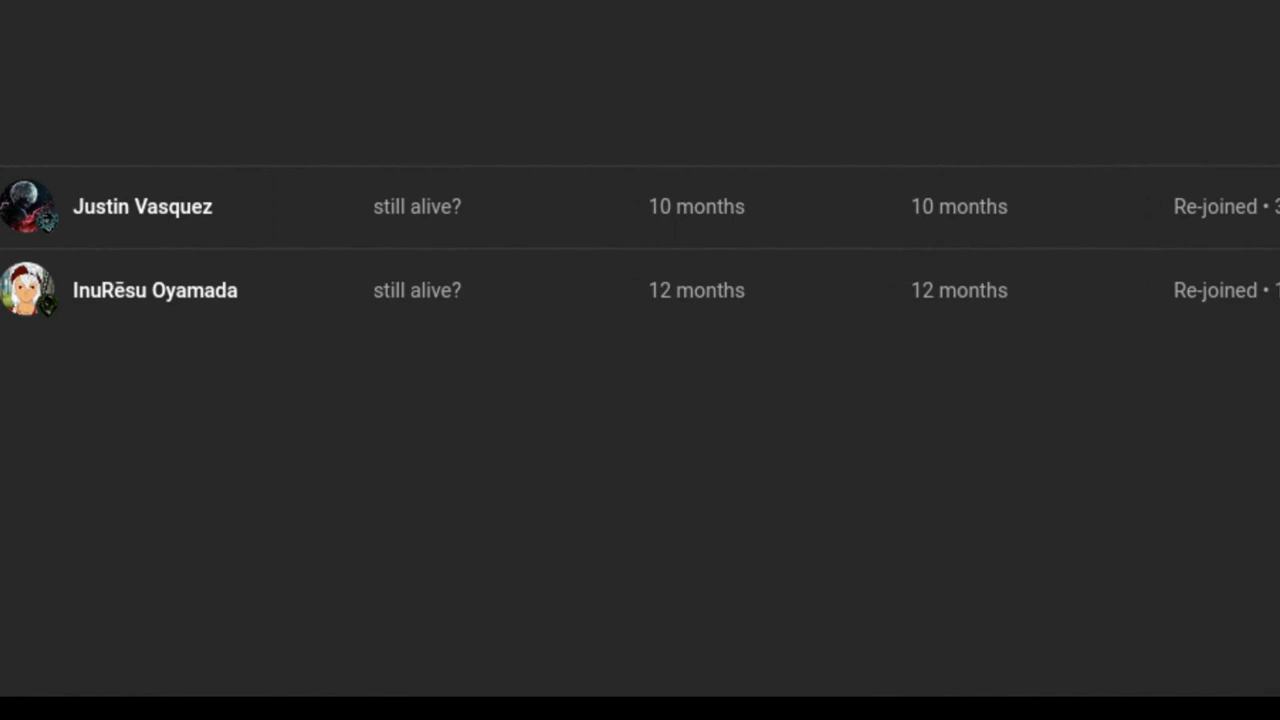 Justin Vasquez still alive? 10 months 10 months Re-joined •
InuRēsu Oyamada still alive? 12 months 12 months Re-joined •